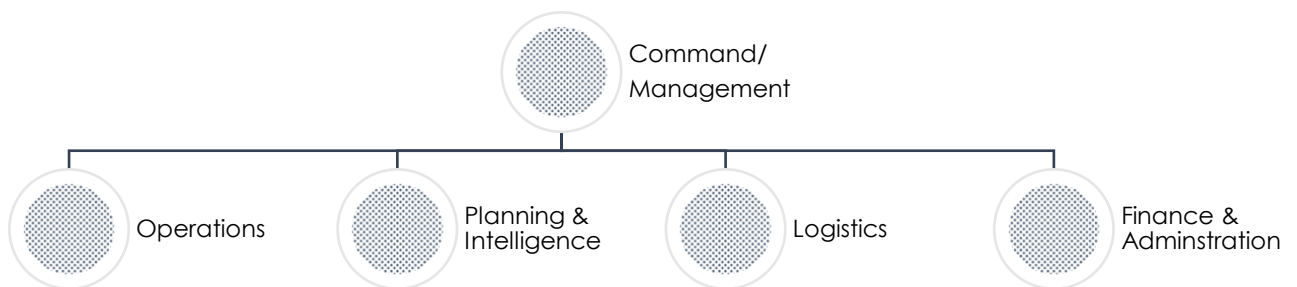 Command/
Management
Operations
Planning &
Intelligence
Logistics
Finance &
Adminstration